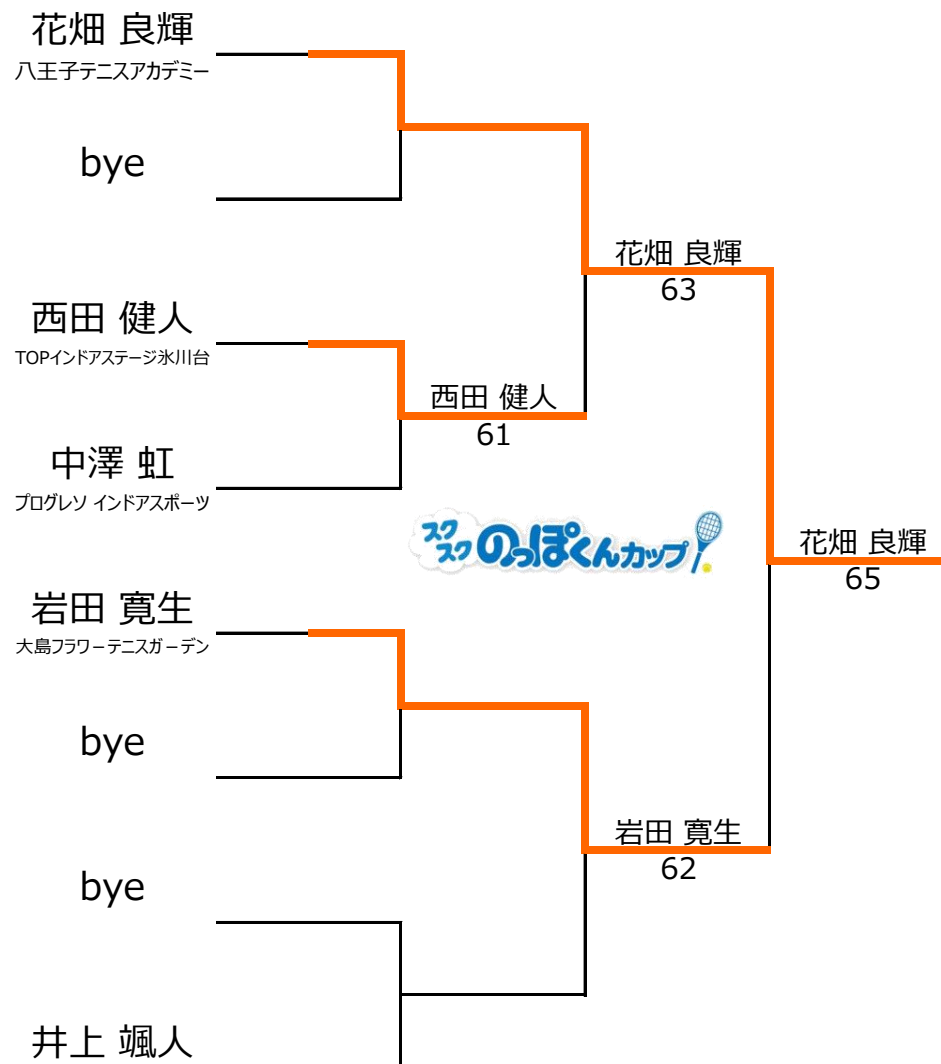 花畑 良輝
八王子テニスアカデミー
bye
花畑 良輝
63
西田 健人
TOPインドアステージ氷川台
西田 健人
61
中澤 虹
プログレソ インドアスポーツ
スク
スク のっぽくんカップ
花畑 良輝
65
岩田 寛生
大島フラワーテニスガーデン
bye
岩田 寛生
62
bye
井上 颯人